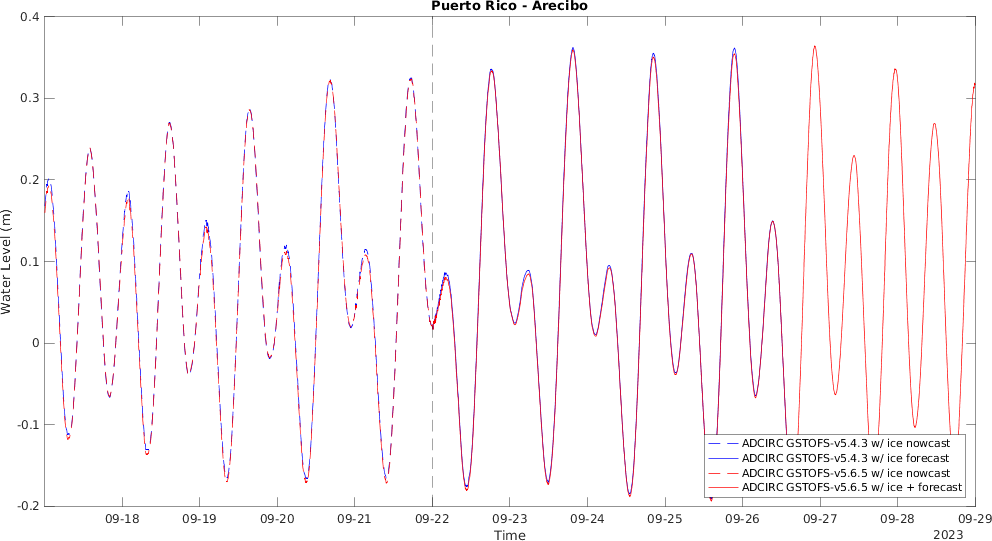 Puerto Rico - Arecibo
0.4
0.3
0.2
0.1
0
-0.1
-0.2
Water Level (m)
ADCIRC GSTOFS-v5.4.3 w/ ice nowcast
ADCIRC GSTOFS-v5.4.3 w/ ice forecast
ADCIRC GSTOFS-v5.6.5 w/ ice nowcast
ADCIRC GSTOFS-v5.6.5 w/ ice + forecast
09-18 09-19 09-20 09-21 09-22 09-23 09-24 09-25 09-26 09-27 09-28 09-29
Time
2023